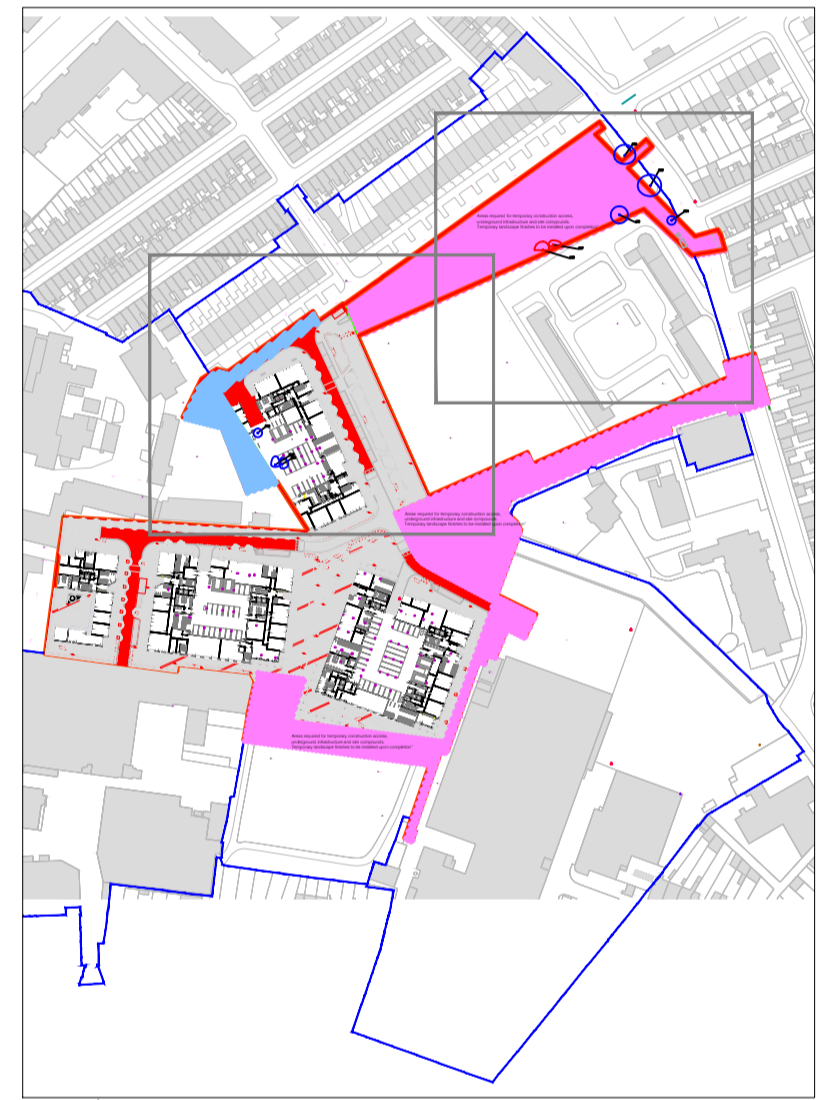 Areas required for temporary construction access,
underground infrastructure and site compounds.
Temporary landscape finishes to be installed upon completion"
Areas required for temporary construction access,
underground infrastructure and site compounds.
Temporary landscape finishes to be installed upon completion"
Areas required for temporary construction access,
underground infrastructure and site compounds.
Temporary landscape finishes to be installed upon completion"